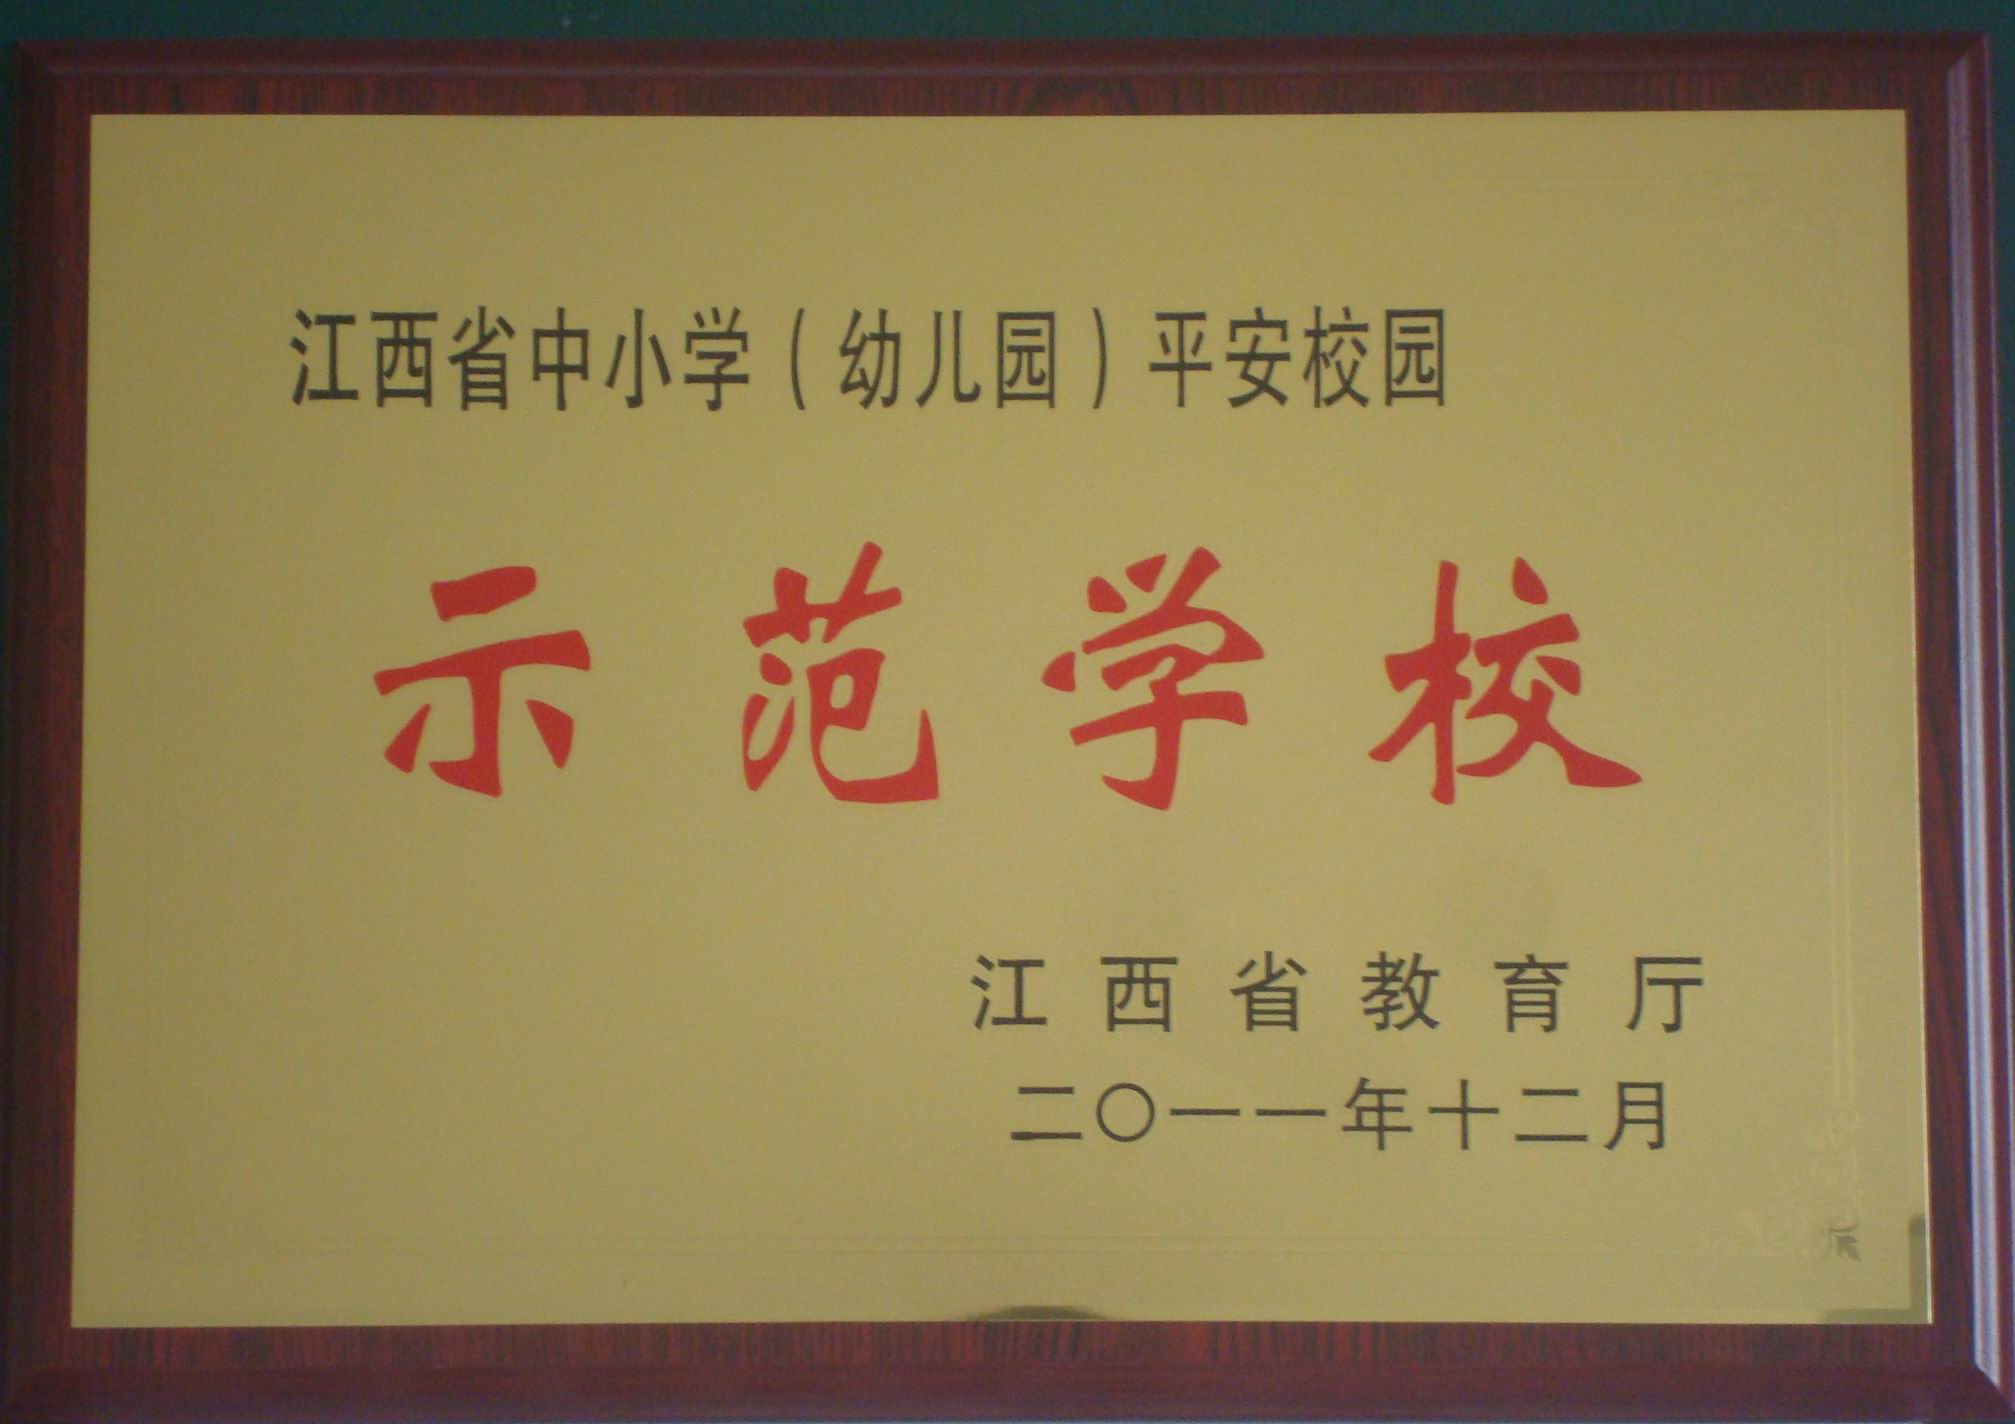 江西省中小学（幼儿园）平安校园
示范学校
江西省教育厅
二〇一一年十二月